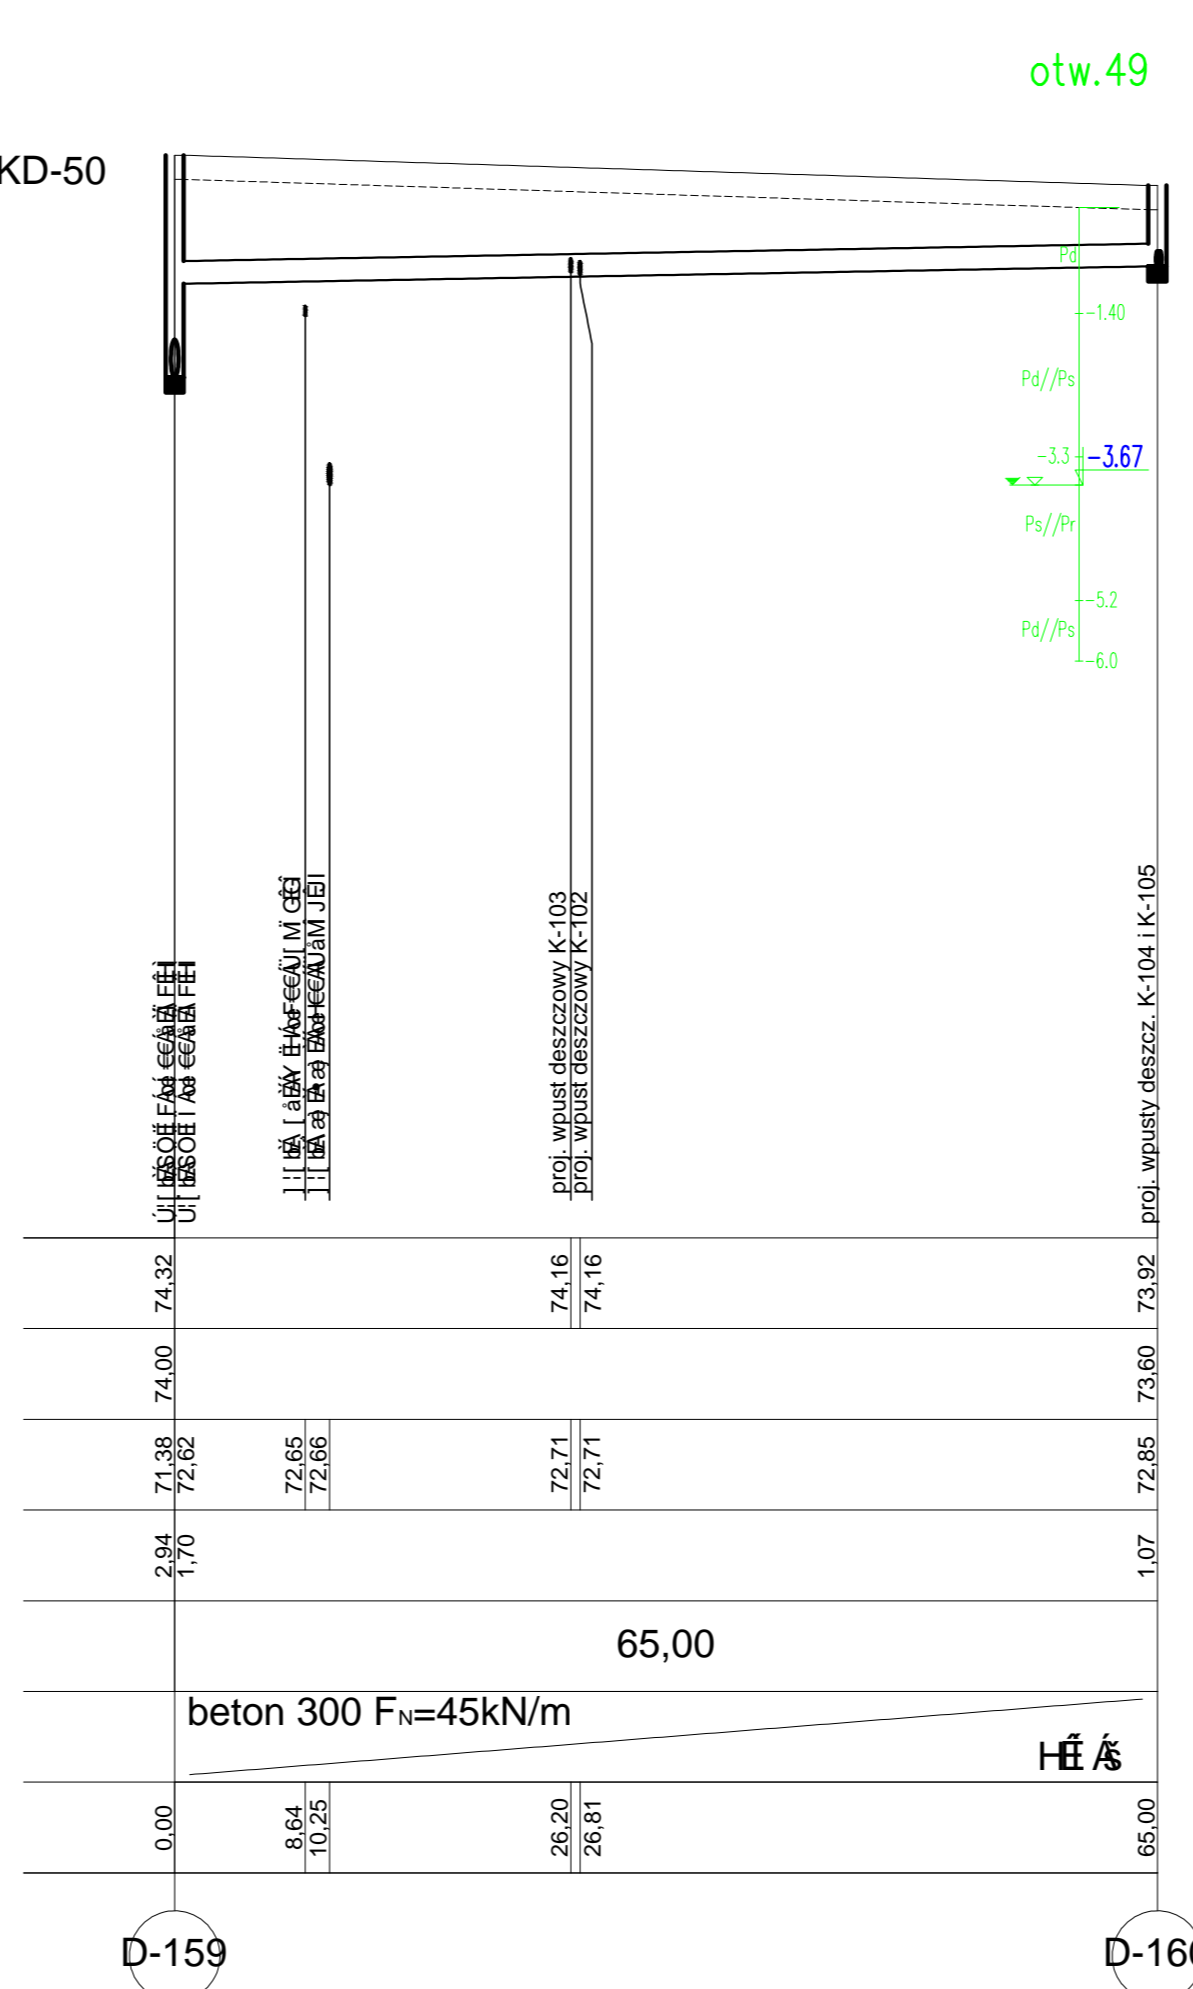 otw.49
KD-50
Pd
-1.40
Pd//Ps
-3.3
-3.67
Ps//Pr
-5.2
Pd//Ps
-6.0
proj. wpust deszczowy K-103
proj. wpust deszczowy K-102
proj. wpusty deszcz. K-104 i K-105
74,32
74,16
74,16
73,92
74,00
73,60
71,38
72,62
72,65
72,66
72,71
72,71
72,85
2,94
1,70
1,07
65,00
beton 300 FN=45kN/m
0,00
8,64
10,25
26,20
26,81
65,00
D-159